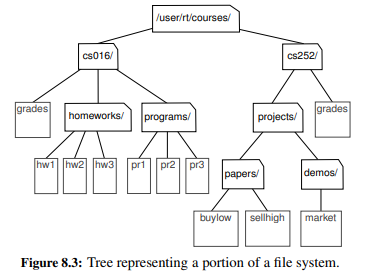 /user/rt/courses/
cs016/ cs252/
grades homeworks/ programs/ projects/ grades
hw1 hw2 hw3 pr1 pr2 pr3 papers/ demos/
buylow sellhigh market
Figure 8.3: Tree representing a portion of a file system.